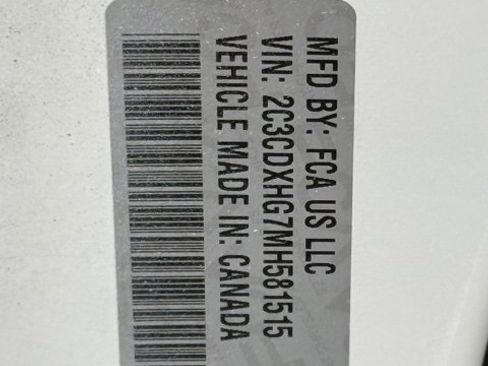 MFD BY: FCA US LLC
VIN: 2C3CDXHG7MH581515
VEHICLE MADE IN: CANADA